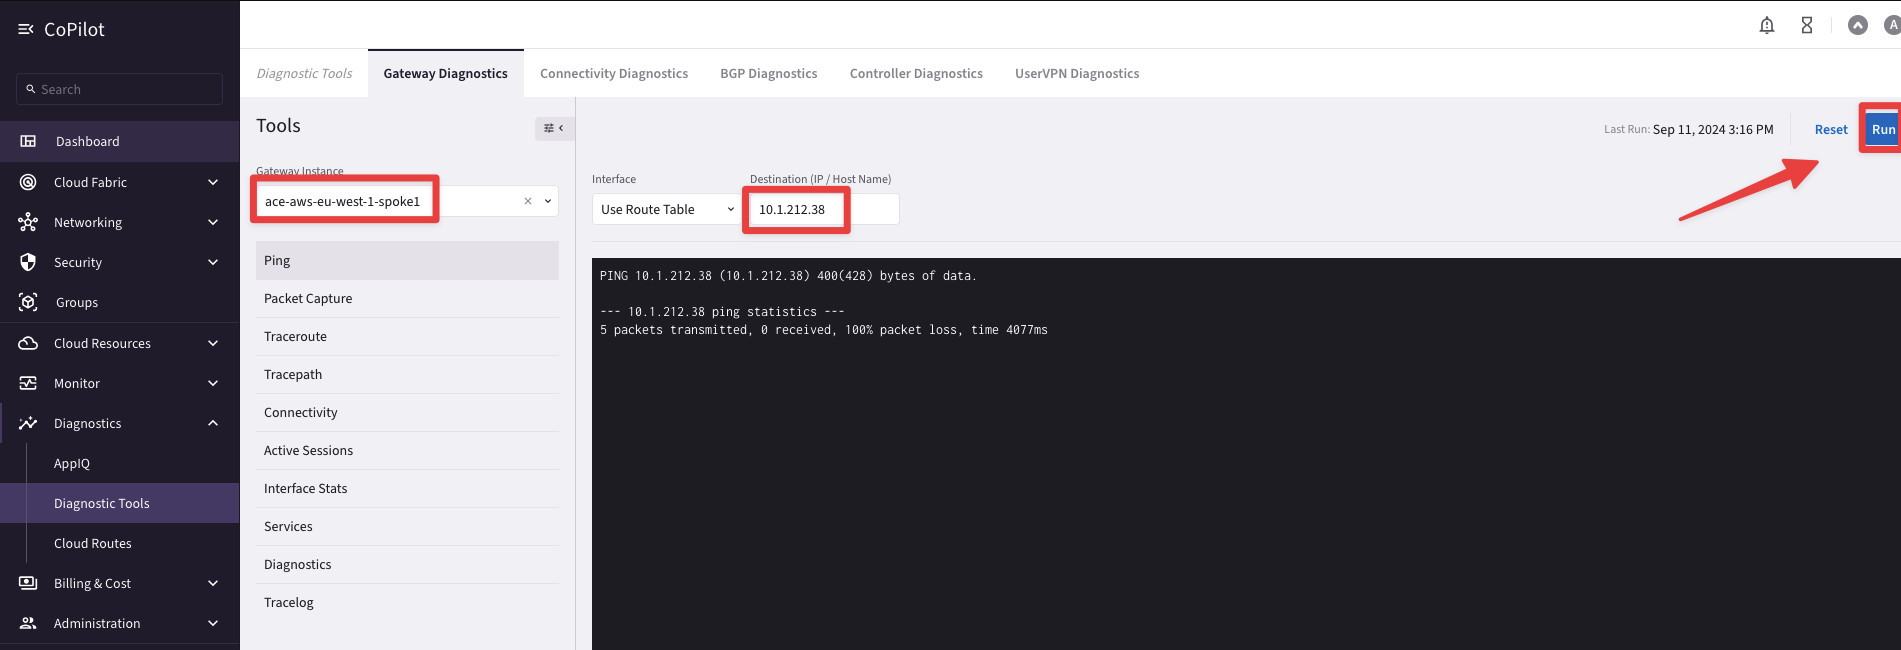 CoPilot
Search
Dashboard
Cloud Fabric
Networking
Security
Groups
Cloud Resources
Monitor
Diagnostics
AppIQ
Diagnostic Tools
Cloud Routes
Billing & Cost
Administration
A
Diagnostic Tools
Gateway Diagnostics
Connectivity Diagnostics
BGP Diagnostics
Controller Diagnostics
UserVPN Diagnostics
Tools
Gateway Instance
ace-aws-eu-west-1-spoke1
Ping
Packet Capture
Traceroute
Tracepath
Connectivity
Active Sessions
Interface Stats
Services
Diagnostics
Tracelog
Last Run: Sep 11, 2024 3:16 PM
Reset
Run
Interface
Use Route Table
Destination (IP / Host Name)
10.1.212.38
PING 10.1.212.38 (10.1.212.38) 400(428) bytes of data.
--- 10.1.212.38 ping statistics ---
5 packets transmitted, 0 received, 100% packet loss, time 4077ms